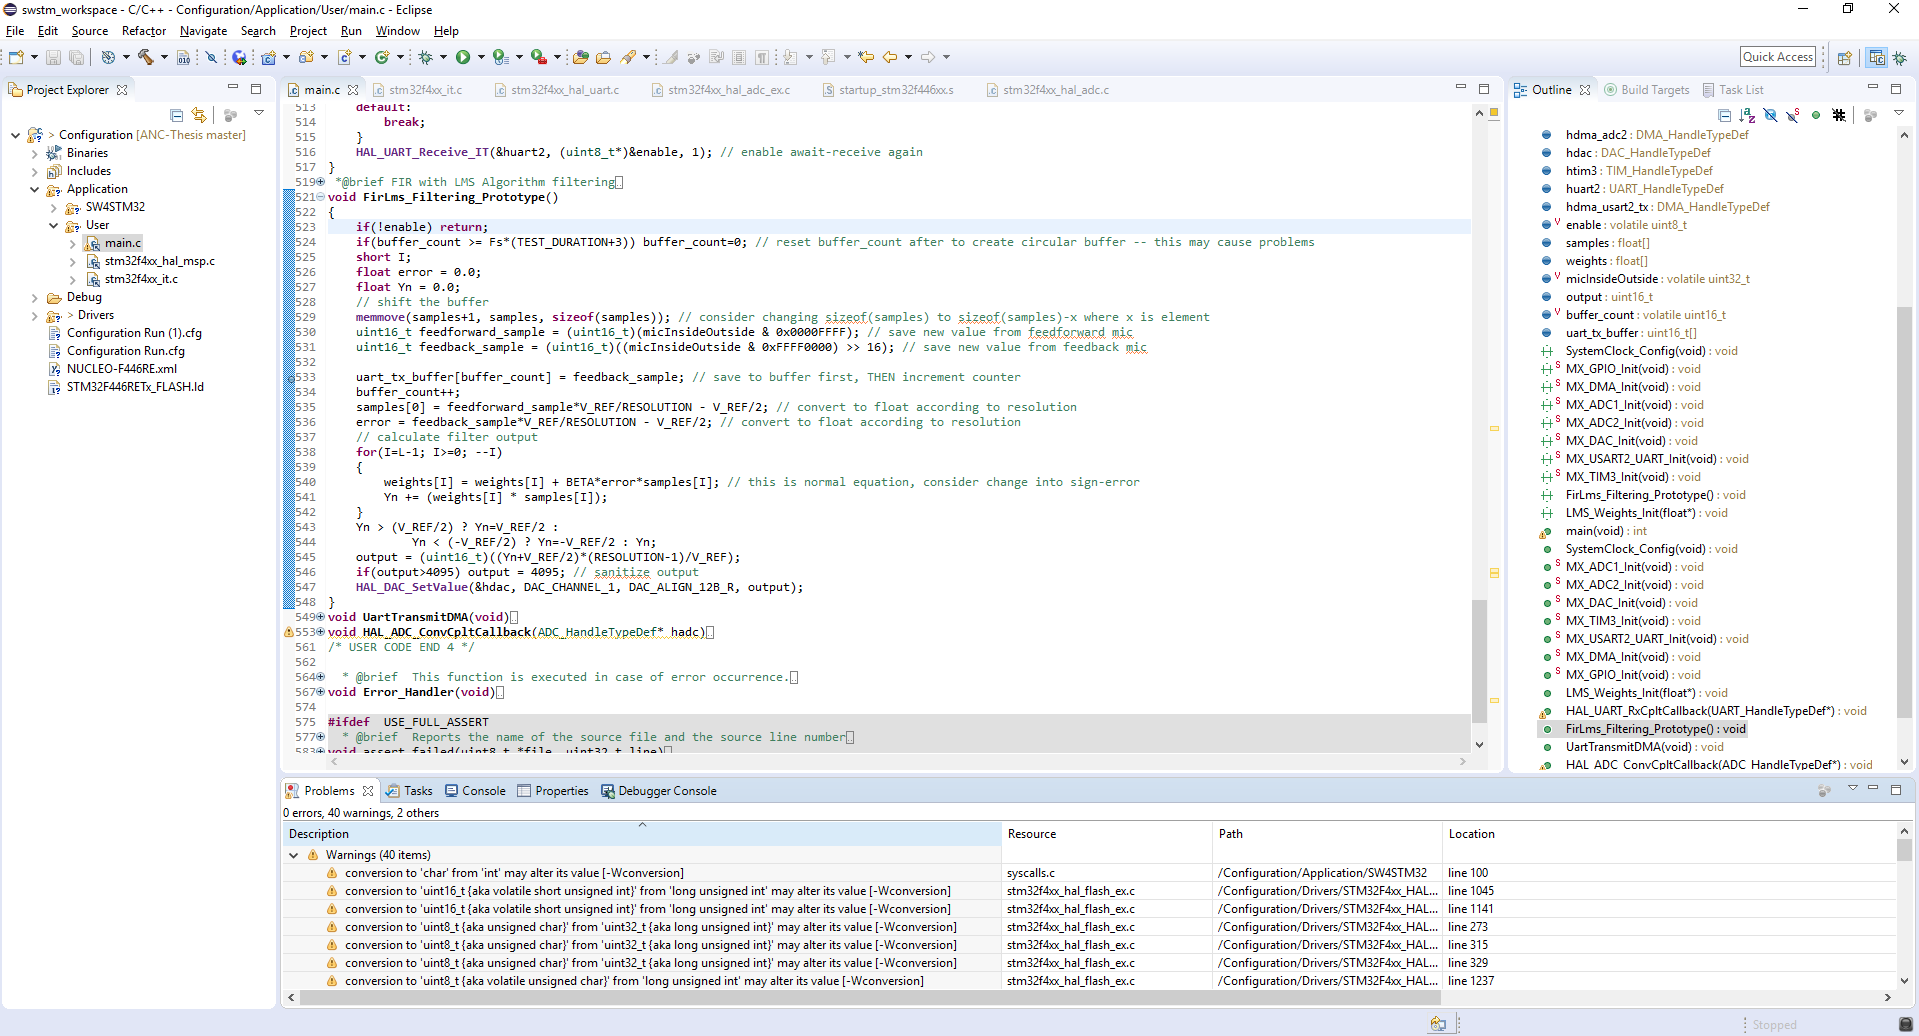 swstm_workspace - C/C++ - Configuration/Application/User/main.c - Eclipse
File Edit Source Refactor Navigate Search Project Run Window Help
Quick Access
Project Explorer
> Configuration [ANC-Thesis master]
Binaries
Includes
Application
SW4STM32
User
main.c
stm32f4xx_hal_msp.c
stm32f4xx_it.c
Debug
> Drivers
Configuration Run (1).cfg
Configuration Run.cfg
NUCLEO-F446RE.xml
STM32F446RETx_FLASH.ld
main.c stm32f4xx_it.c stm32f4xx_hal_uart.c stm32f4xx_hal_adc_ex.c startup_stm32f446xx.s stm32f4xx_hal_adc.c
513 default:
514 break;
515 }
516 HAL_UART_Receive_IT(&huart2, (uint8_t*)&enable, 1); // enable await-receive again
517 }
519 *@brief FIR with LMS Algorithm filtering
521 void FirLms_Filtering_Prototype()
522 {
523 if(!enable) return;
524 if(buffer_count >= Fs*(TEST_DURATION+3)) buffer_count=0; // reset buffer_count after to create circular buffer -- this may cause problems
525 short I;
526 float error = 0.0;
527 float Yn = 0.0;
528 // shift the buffer
529 memmove(samples+1, samples, sizeof(samples)); // consider changing sizeof(samples) to sizeof(samples)-x where x is element
530 uint16_t feedforward_sample = (uint16_t)(micInsideOutside & 0x0000FFFF); // save new value from feedforward mic
531 uint16_t feedback_sample = (uint16_t)((micInsideOutside & 0xFFFF0000) >> 16); // save new value from feedback mic
532
533 uart_tx_buffer[buffer_count] = feedback_sample; // save to buffer first, THEN increment counter
534 buffer_count++;
535 samples[0] = feedforward_sample*V_REF/RESOLUTION - V_REF/2; // convert to float according to resolution
536 error = feedback_sample*V_REF/RESOLUTION - V_REF/2; // convert to float according to resolution
537 // calculate filter output
538 for(I=L-1; I>=0; --I)
539 {
540 weights[I] = weights[I] + BETA*error*samples[I]; // this is normal equation, consider change into sign-error
541 Yn += (weights[I] * samples[I]);
542 }
543 Yn > (V_REF/2) ? Yn=V_REF/2 :
544 Yn < (-V_REF/2) ? Yn=-V_REF/2 : Yn;
545 output = (uint16_t)((Yn+V_REF/2)*(RESOLUTION-1)/V_REF);
546 if(output>4095) output = 4095; // sanitize output
547 HAL_DAC_SetValue(&hdac, DAC_CHANNEL_1, DAC_ALIGN_12B_R, output);
548 }
549 void UartTransmitDMA(void)
553 void HAL_ADC_ConvCpltCallback(ADC_HandleTypeDef* hadc)
561 /* USER CODE END 4 */
562
564 * @brief This function is executed in case of error occurrence.
567 void Error_Handler(void)
574
575 #ifdef USE_FULL_ASSERT
577 * @brief Reports the name of the source file and the source line number
583 void assert_failed(uint8_t *file, uint32_t line)
Outline Build Targets Task List
hdma_adc2 : DMA_HandleTypeDef
hdac : DAC_HandleTypeDef
htim3 : TIM_HandleTypeDef
huart2 : UART_HandleTypeDef
hdma_usart2_tx : DMA_HandleTypeDef
enable : volatile uint8_t
samples : float[]
weights : float[]
micInsideOutside : volatile uint32_t
output : uint16_t
buffer_count : volatile uint16_t
uart_tx_buffer : uint16_t[]
SystemClock_Config(void) : void
MX_GPIO_Init(void) : void
MX_DMA_Init(void) : void
MX_ADC1_Init(void) : void
MX_ADC2_Init(void) : void
MX_DAC_Init(void) : void
MX_USART2_UART_Init(void) : void
MX_TIM3_Init(void) : void
FirLms_Filtering_Prototype() : void
LMS_Weights_Init(float*) : void
main(void) : int
SystemClock_Config(void) : void
MX_ADC1_Init(void) : void
MX_ADC2_Init(void) : void
MX_DAC_Init(void) : void
MX_TIM3_Init(void) : void
MX_USART2_UART_Init(void) : void
MX_DMA_Init(void) : void
MX_GPIO_Init(void) : void
LMS_Weights_Init(float*) : void
HAL_UART_RxCpltCallback(UART_HandleTypeDef*) : void
FirLms_Filtering_Prototype() : void
UartTransmitDMA(void) : void
HAL_ADC_ConvCpltCallback(ADC_HandleTypeDef*) : void
Problems Tasks Console Properties Debugger Console
0 errors, 40 warnings, 2 others
Description Resource Path Location
Warnings (40 items)
conversion to 'char' from 'int' may alter its value [-Wconversion] syscalls.c /Configuration/Application/SW4STM32 line 100
conversion to 'uint16_t {aka volatile short unsigned int}' from 'long unsigned int' may alter its value [-Wconversion] stm32f4xx_hal_flash_ex.c /Configuration/Drivers/STM32F4xx_HAL... line 1045
conversion to 'uint16_t {aka volatile short unsigned int}' from 'long unsigned int' may alter its value [-Wconversion] stm32f4xx_hal_flash_ex.c /Configuration/Drivers/STM32F4xx_HAL... line 1141
conversion to 'uint8_t {aka unsigned char}' from 'uint32_t {aka long unsigned int}' may alter its value [-Wconversion] stm32f4xx_hal_flash_ex.c /Configuration/Drivers/STM32F4xx_HAL... line 273
conversion to 'uint8_t {aka unsigned char}' from 'uint32_t {aka long unsigned int}' may alter its value [-Wconversion] stm32f4xx_hal_flash_ex.c /Configuration/Drivers/STM32F4xx_HAL... line 315
conversion to 'uint8_t {aka unsigned char}' from 'uint32_t {aka long unsigned int}' may alter its value [-Wconversion] stm32f4xx_hal_flash_ex.c /Configuration/Drivers/STM32F4xx_HAL... line 329
conversion to 'uint8_t {aka volatile unsigned char}' from 'long unsigned int' may alter its value [-Wconversion] stm32f4xx_hal_flash_ex.c /Configuration/Drivers/STM32F4xx_HAL... line 1237
Stopped